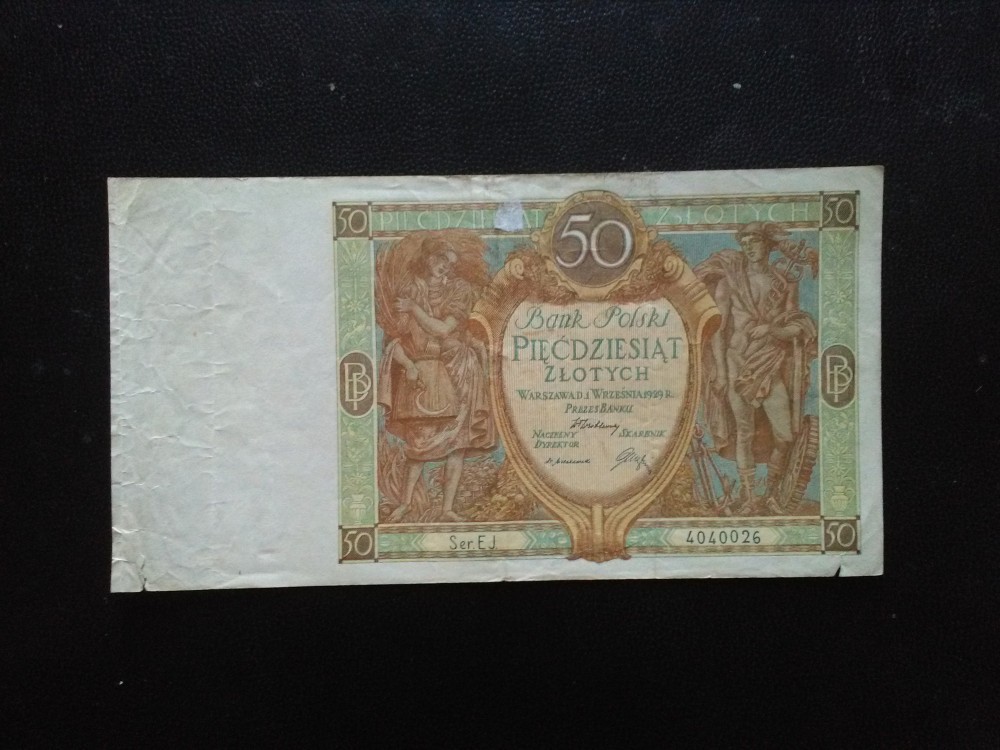 50 PIĘĆDZIESIĄT 50 ZŁOTYCH 50
Bank Polski
PIĘĆDZIESIĄT
ZŁOTYCH
WARSZAWA, D. 1 WRZEŚNIA 1929 R.
PREZES BANKU
NACZELNY SKARBNIK
DYREKTOR
BP BP
50 Ser. EJ. 4040026 50